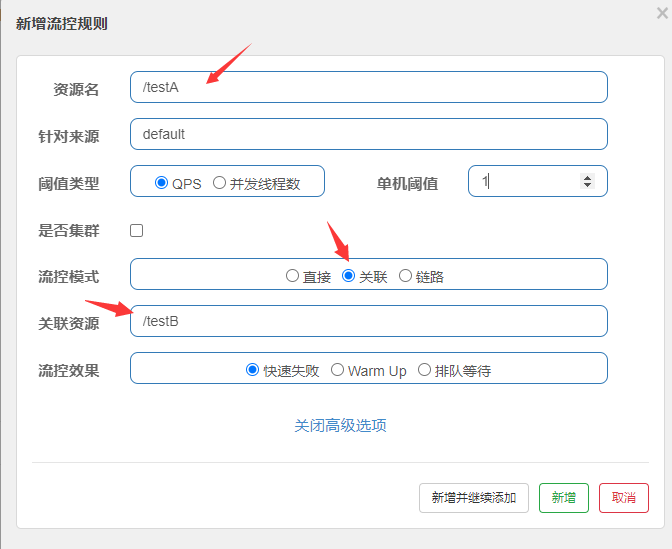 新增流控规则
资源名 /testA
针对来源 default
阈值类型 QPS 并发线程数 单机阈值 1
是否集群
流控模式 直接 关联 链路
关联资源 /testB
流控效果 快速失败 Warm Up 排队等待
关闭高级选项
新增并继续添加 新增 取消